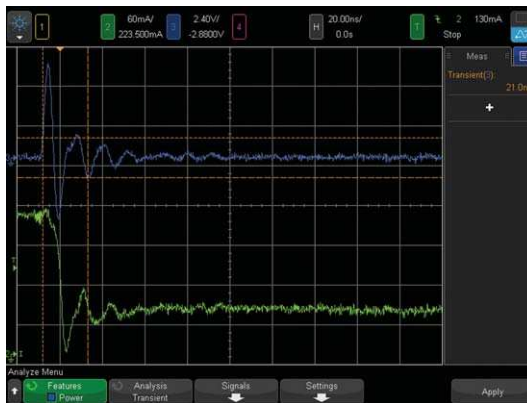 1
2
60mA/
223.500mA
3
2.40V/
-2.8800V
4
H
20.00ns/
0.0s
T
2
130mA
Stop
Meas
Transient(3):
21.0n
+
Analyze Menu
Features
Power
Analysis
Transient
Signals
Settings
Apply